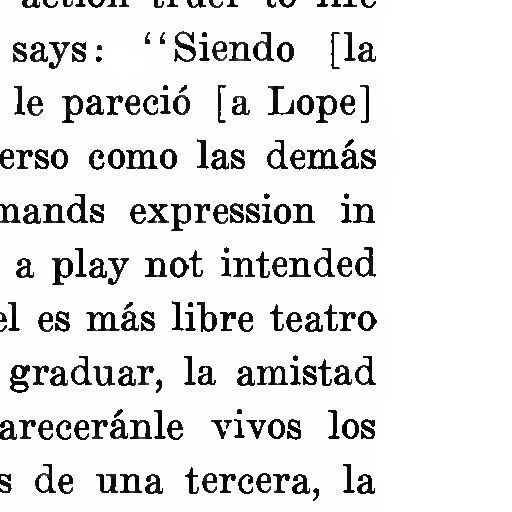 action truer to life
says: ‘‘Siendo [la
le pareció [a Lope]
erso como las demás
mands expression in
a play not intended
el es más libre teatro
graduar, la amistad
areceránle vivos los
s de una tercera, la